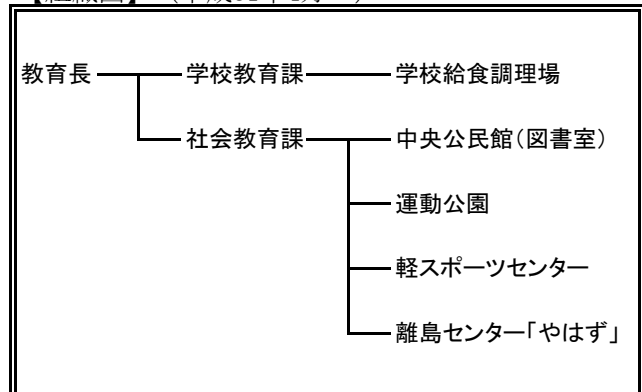 教育長 学校教育課 学校給食調理場
社会教育課 中央公民館(図書室)
運動公園
軽スポーツセンター
離島センター「やはず」